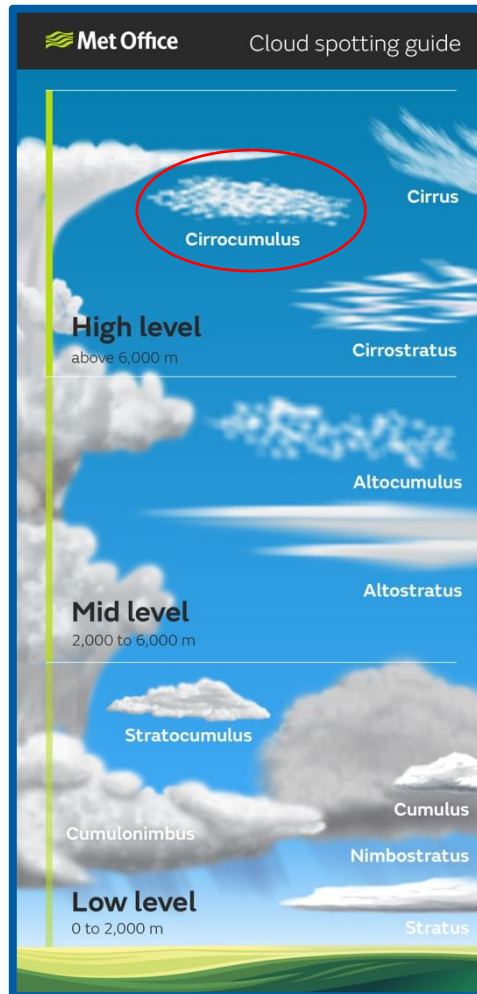 Met Office
Cloud spotting guide
Cirrus
Cirrocumulus
High level
above 6,000 m
Cirrostratus
Altocumulus
Altostratus
Mid level
2,000 to 6,000 m
Stratocumulus
Cumulus
Cumulonimbus
Nimbostratus
Low level
0 to 2,000 m
Stratus